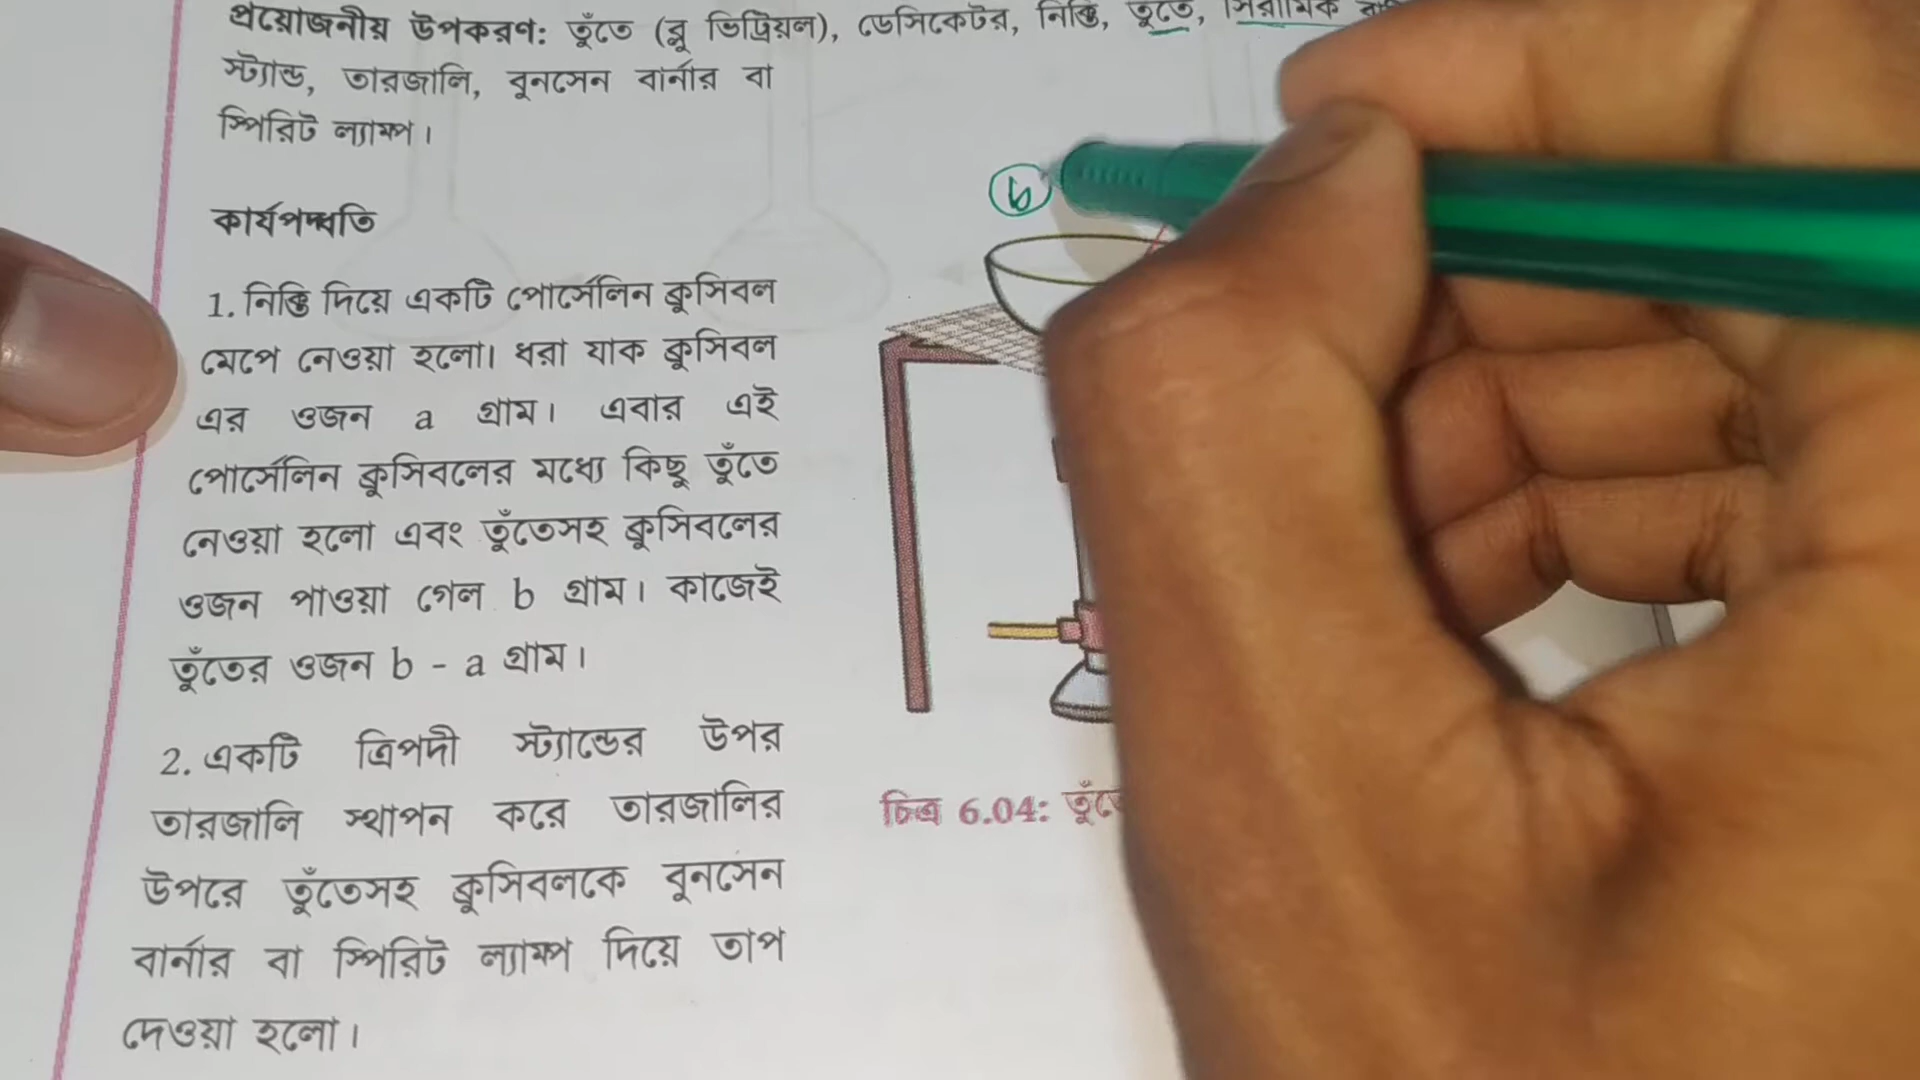 প্রয়োজনীয় উপকরণ: তুঁতে (ব্লু ভিট্রিয়ল), ডেসিকেটর, নিক্তি, তুঁতে, সিরামিক
স্ট্যান্ড, তারজালি, বুনসেন বার্নার বা
স্পিরিট ল্যাম্প।
b
কার্যপদ্ধতি
1. নিক্তি দিয়ে একটি পোর্সেলিন ক্রুসিবল
মেপে নেওয়া হলো। ধরা যাক ক্রুসিবল
এর ওজন a গ্রাম। এবার এই
পোর্সেলিন ক্রুসিবলের মধ্যে কিছু তুঁতে
নেওয়া হলো এবং তুঁতেসহ ক্রুসিবলের
ওজন পাওয়া গেল b গ্রাম। কাজেই
তুঁতের ওজন b - a গ্রাম।
2. একটি ত্রিপদী স্ট্যান্ডের উপর
তারজালি স্থাপন করে তারজালির
উপরে তুঁতেসহ ক্রুসিবলকে বুনসেন
বার্নার বা স্পিরিট ল্যাম্প দিয়ে তাপ
দেওয়া হলো।
চিত্র 6.04: